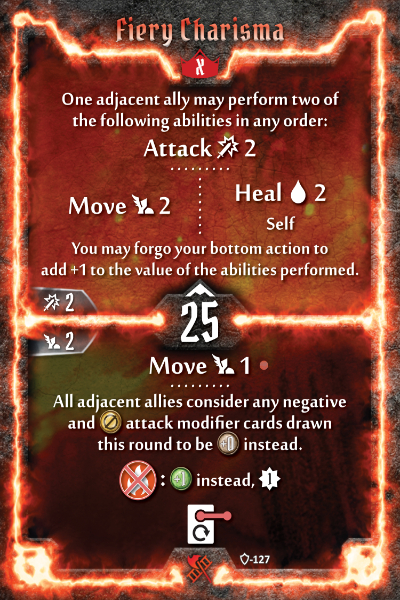 Fiery Charisma
X
One adjacent ally may perform two of
the following abilities in any order:
Attack 2
Move 2
Heal 2
Self
You may forgo your bottom action to
add +1 to the value of the abilities performed.
2
25
2
Move 1
All adjacent allies consider any negative
and attack modifier cards drawn
this round to be +0 instead.
: +1 instead, 1
-127